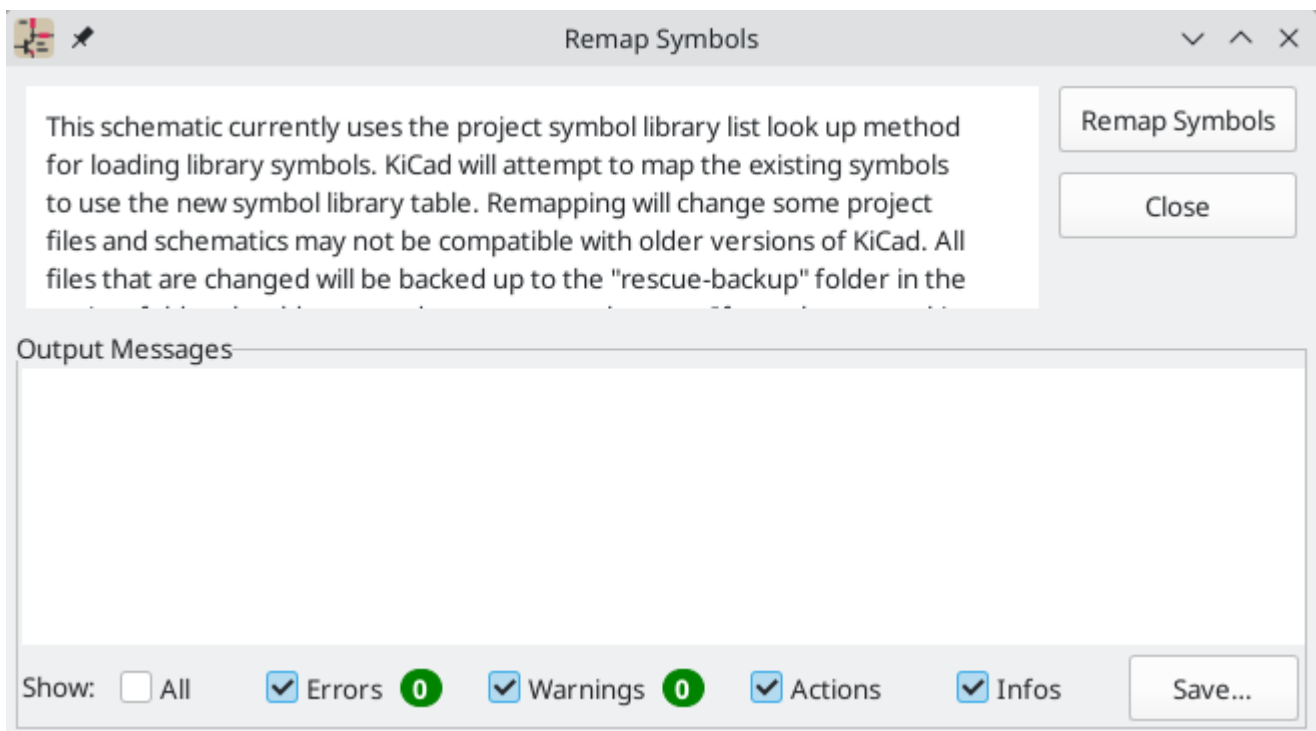 Remap Symbols
This schematic currently uses the project symbol library list look up method
for loading library symbols. KiCad will attempt to map the existing symbols
to use the new symbol library table. Remapping will change some project
files and schematics may not be compatible with older versions of KiCad. All
files that are changed will be backed up to the "rescue-backup" folder in the
Remap Symbols
Close
Output Messages
Show: All Errors 0 Warnings 0 Actions Infos Save...